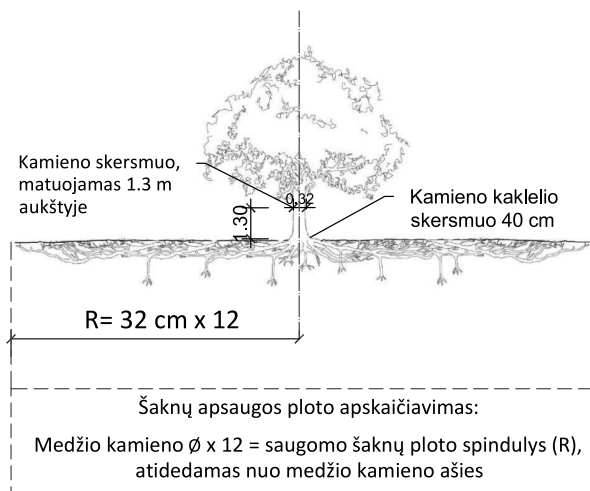 Kamieno skersmuo,
matuojamas 1.3 m
aukštyje
0,32
1.30
Kamieno kaklelio
skersmuo 40 cm
R= 32 cm x 12
Šaknų apsaugos ploto apskaičiavimas:
Medžio kamieno Ø x 12 = saugomo šaknų ploto spindulys (R),
atidedamas nuo medžio kamieno ašies